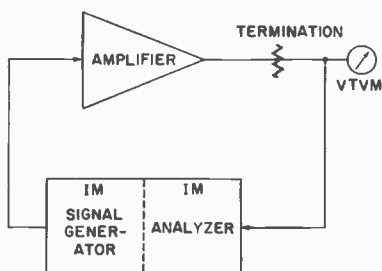 TERMINATION
AMPLIFIER
VTVM
IM
SIGNAL
GENER-
ATOR
IM
ANALYZER